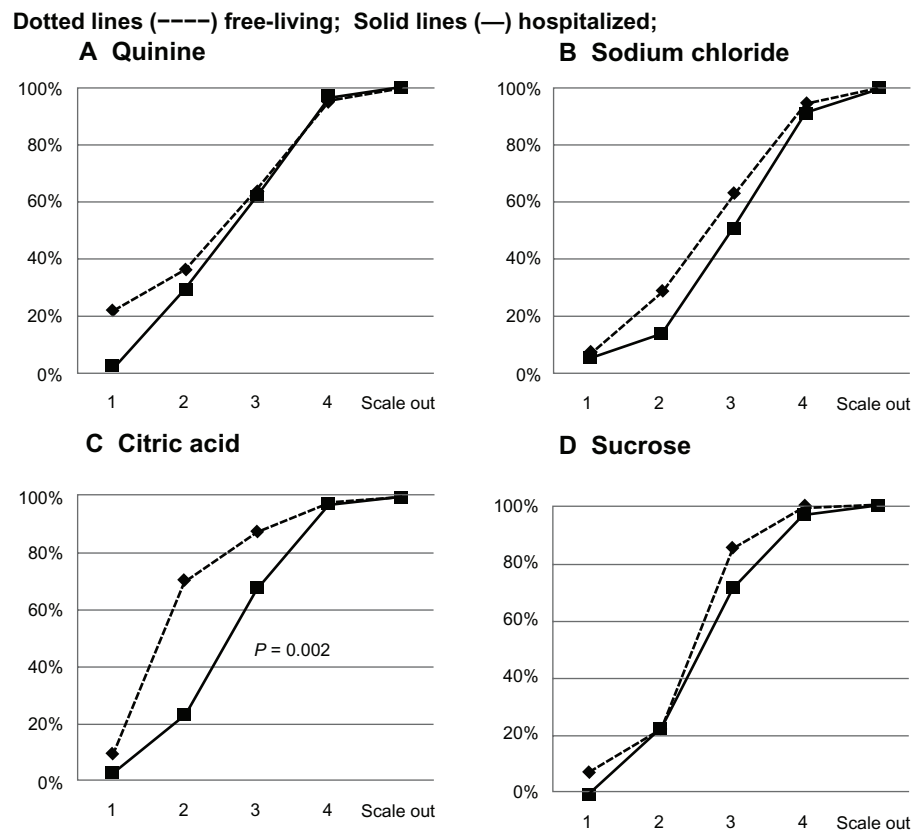 Dotted lines (----) free-living; Solid lines (—) hospitalized;
A Quinine
100%
80%
60%
40%
20%
0%
1 2 3 4 Scale out
B Sodium chloride
100%
80%
60%
40%
20%
0%
1 2 3 4 Scale out
C Citric acid
100%
80%
60%
40%
20%
0%
P = 0.002
1 2 3 4 Scale out
D Sucrose
100%
80%
60%
40%
20%
0%
1 2 3 4 Scale out